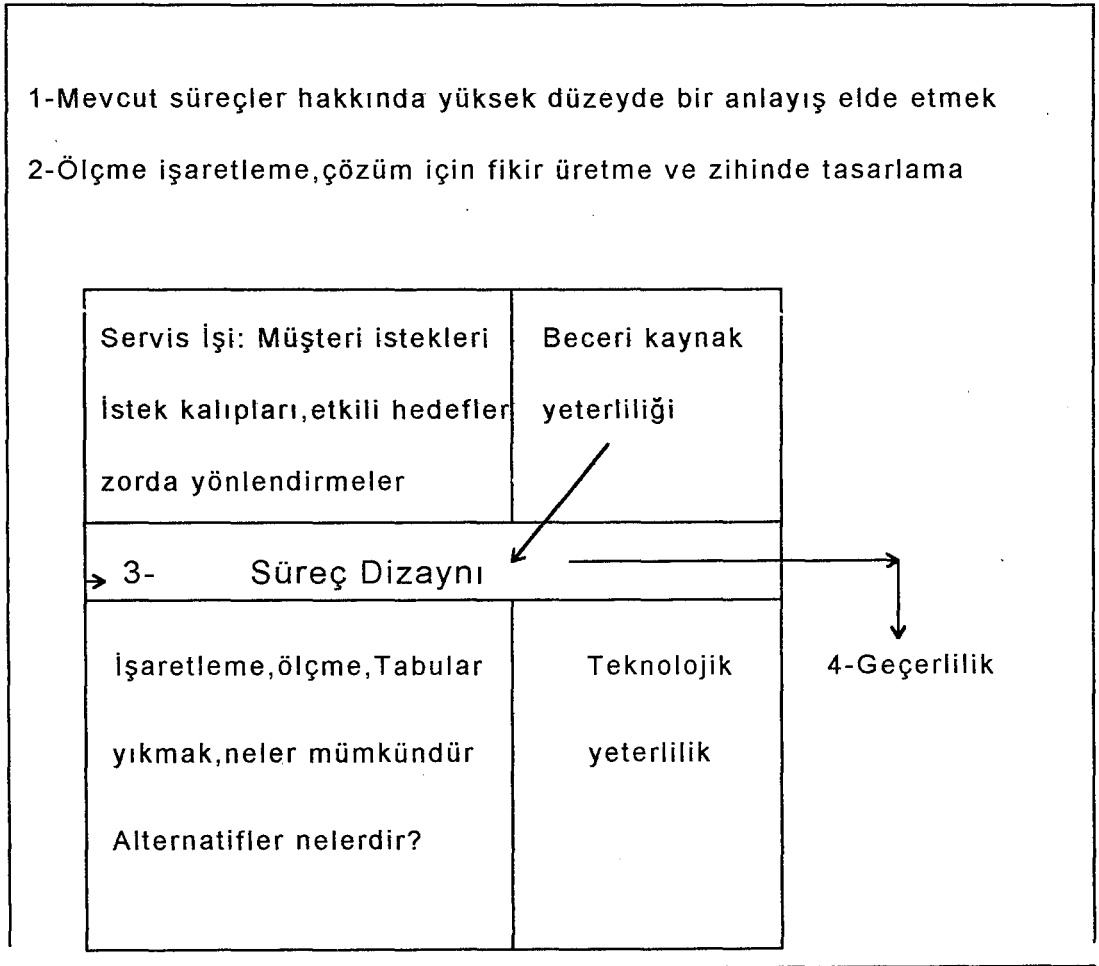 1-Mevcut süreçler hakkında yüksek düzeyde bir anlayış elde etmek
2-Ölçme işaretleme,çözüm için fikir üretme ve zihinde tasarlama
Servis İşi: Müşteri istekleri
İstek kalıpları,etkili hedefler
zorda yönlendirmeler
Beceri kaynak
yeterliliği
3- Süreç Dizaynı
İşaretleme,ölçme,Tabular
yıkmak,neler mümkündür
Alternatifler nelerdir?
Teknolojik
yeterlilik
4-Geçerlilik